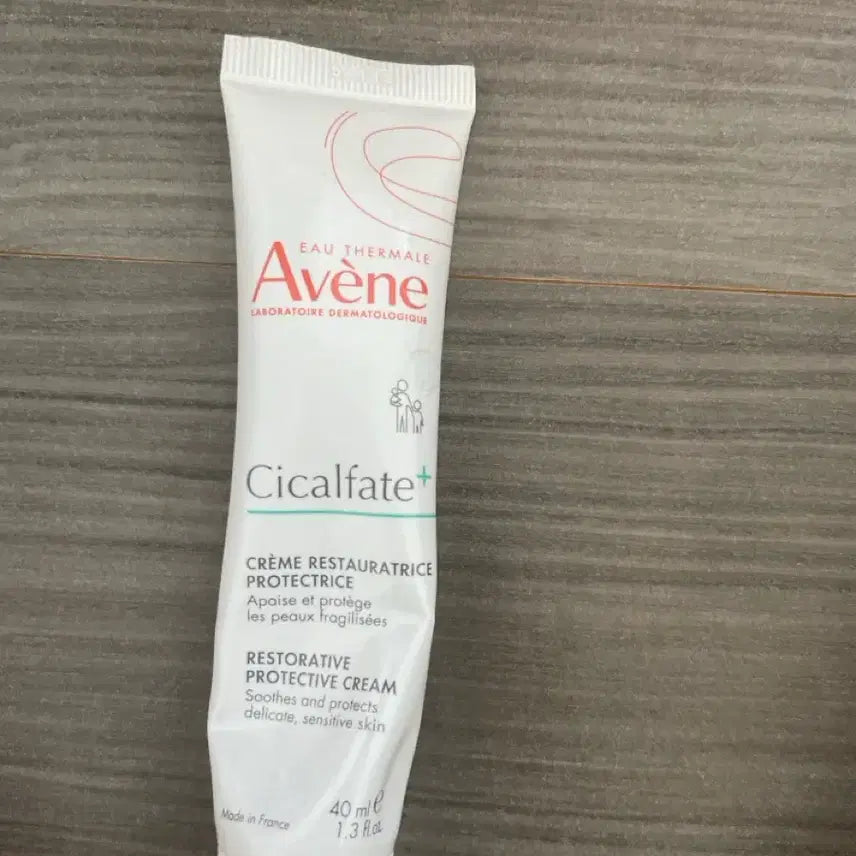 EAU THERMALE
Avène
LABORATOIRE DERMATOLOGIQUE
Cicalfate+
CRÈME RESTAURATRICE
PROTECTRICE
Apaise et protège
les peaux fragilisées
RESTORATIVE
PROTECTIVE CREAM
Soothes and protects
delicate, sensitive skin
Made in France
40 ml ℮
1.3 fl.oz